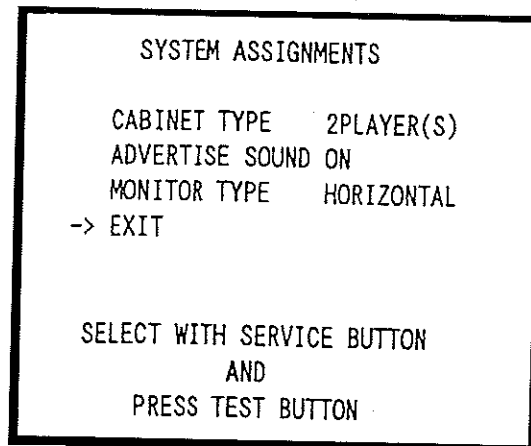 SYSTEM ASSIGNMENTS
CABINET TYPE 2PLAYER(S)
ADVERTISE SOUND ON
MONITOR TYPE HORIZONTAL
-> EXIT
SELECT WITH SERVICE BUTTON
AND
PRESS TEST BUTTON